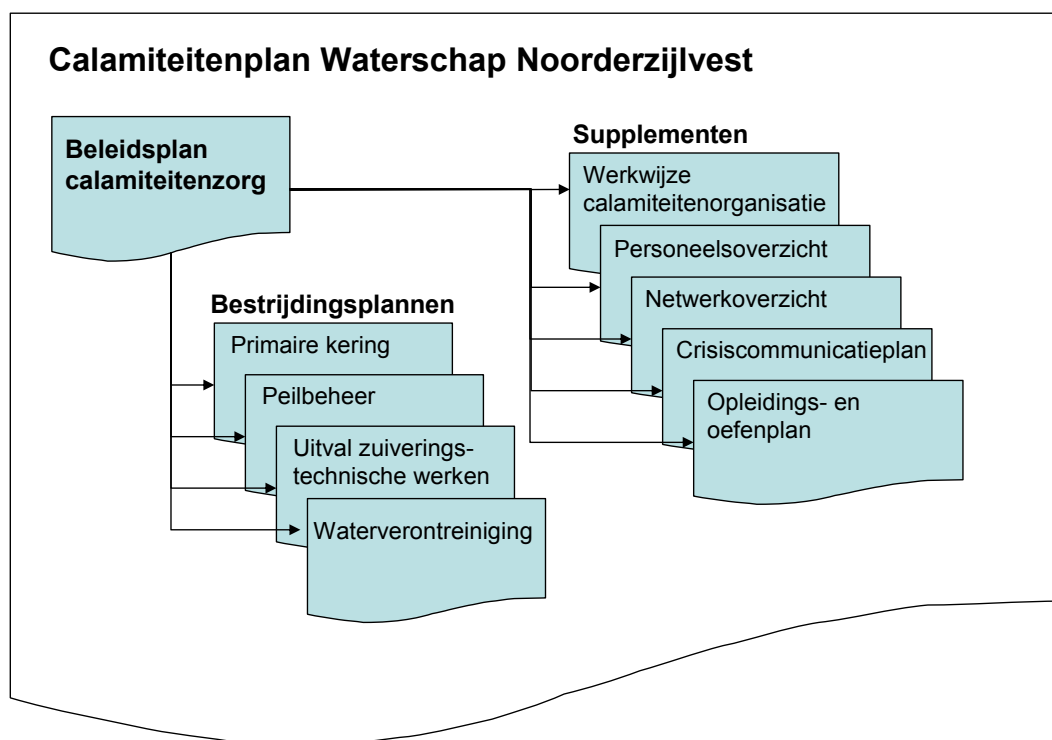 Calamiteitenplan Waterschap Noorderzijlvest
Beleidsplan
calamiteitenzorg
Bestrijdingsplannen
Primaire kering
Peilbeheer
Uitval zuiverings-
technische werken
Waterverontreiniging
Supplementen
Werkwijze
calamiteitenorganisatie
Personeelsoverzicht
Netwerkoverzicht
Crisiscommunicatieplan
Opleidings- en
oefenplan